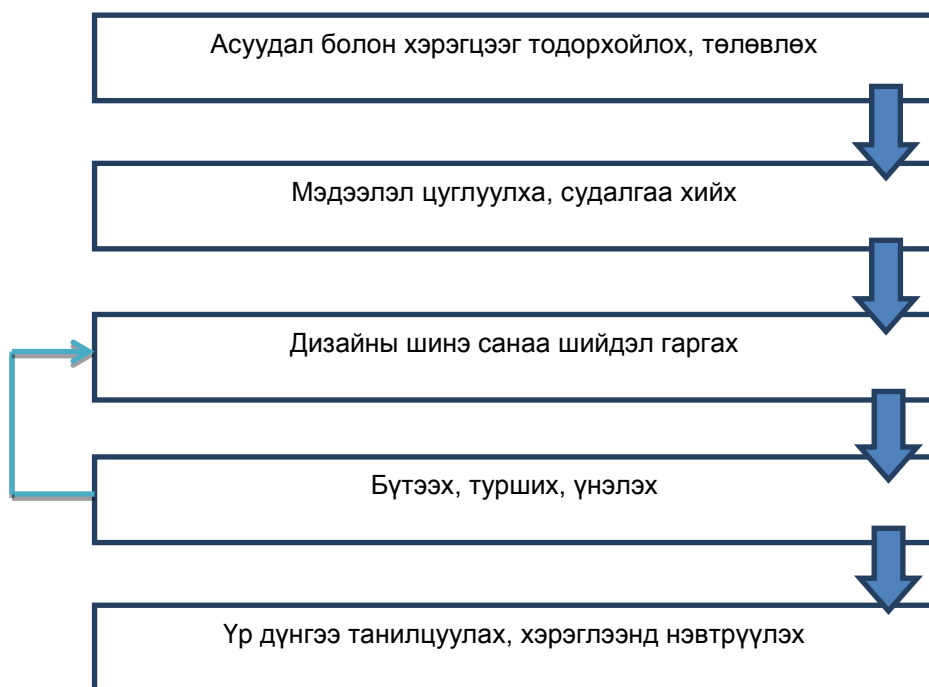 Асуудал болон хэрэгцээг тодорхойлох, төлөвлөх
Мэдээлэл цуглуулха, судалгаа хийх
Дизайны шинэ санаа шийдэл гаргах
Бүтээх, турших, үнэлэх
Үр дүнгээ танилцуулах, хэрэглээнд нэвтрүүлэх